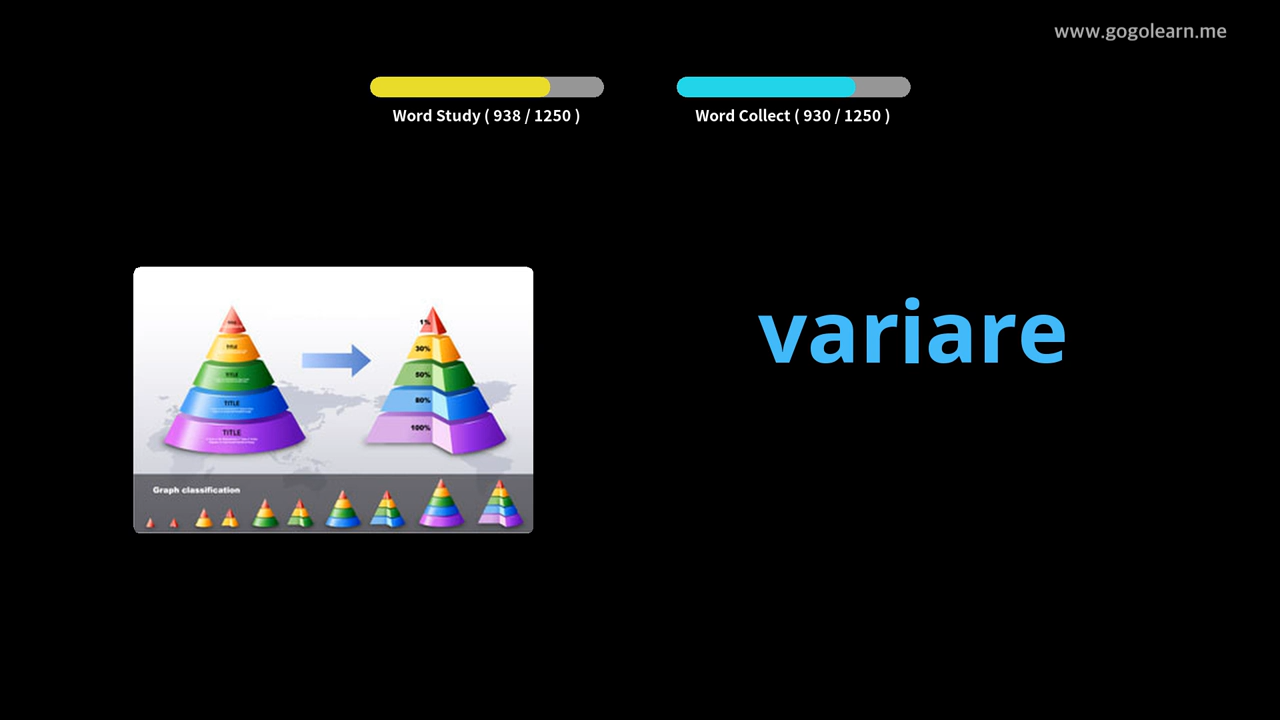 www.gogolearn.me
Word Study ( 938 / 1250 )
Word Collect ( 930 / 1250 )
variare
TITLE
TITLE
TITLE
TITLE
1%
30%
50%
80%
100%
Graph classification